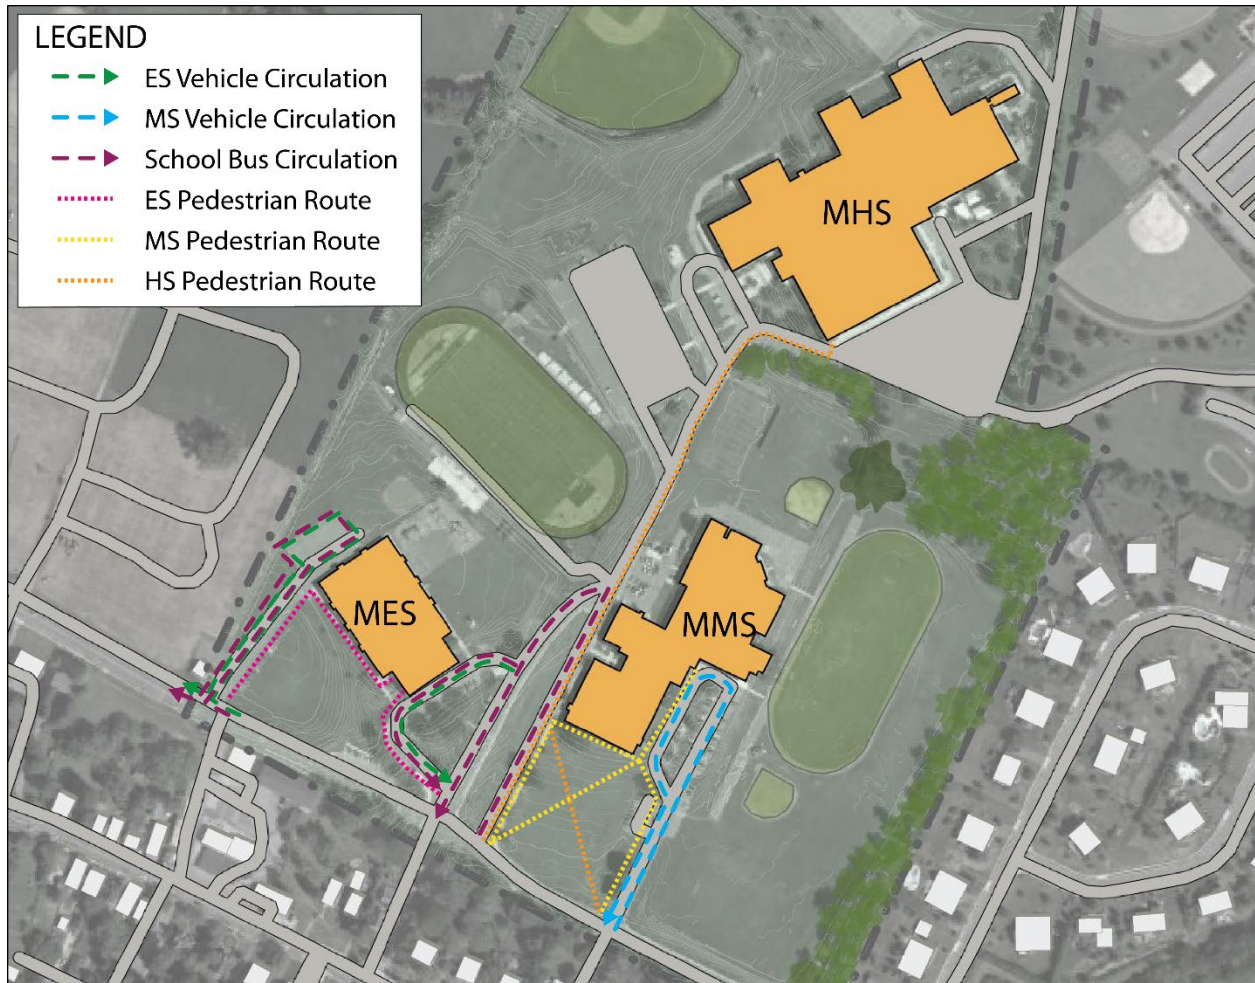 LEGEND
ES Vehicle Circulation
MS Vehicle Circulation
School Bus Circulation
ES Pedestrian Route
MS Pedestrian Route
HS Pedestrian Route
MHS
MES
MMS